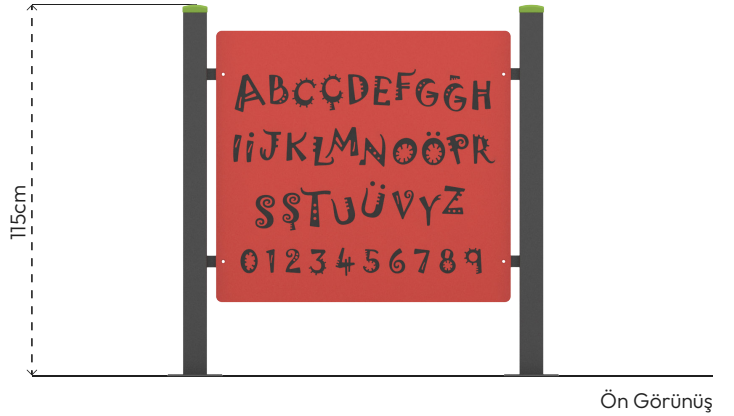 115cm
ABCÇDEFGĞH
IİJKLMNOÖPR
SŞTUÜVYZ
0123456789
Ön Görünüş